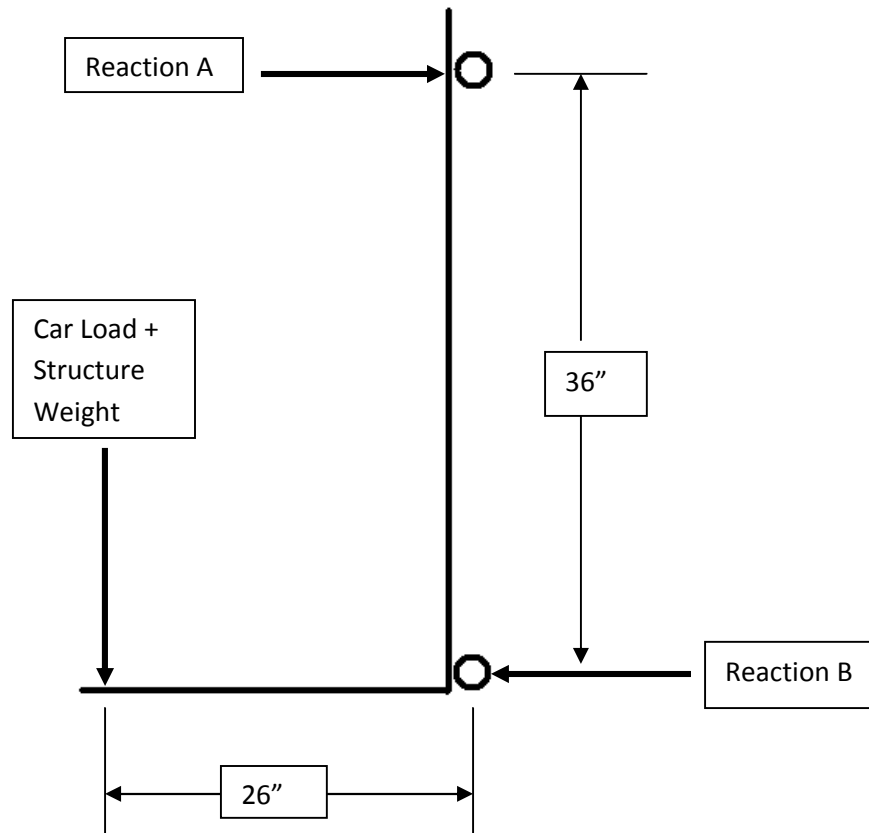 Reaction A
Car Load +
Structure
Weight
36”
Reaction B
26”